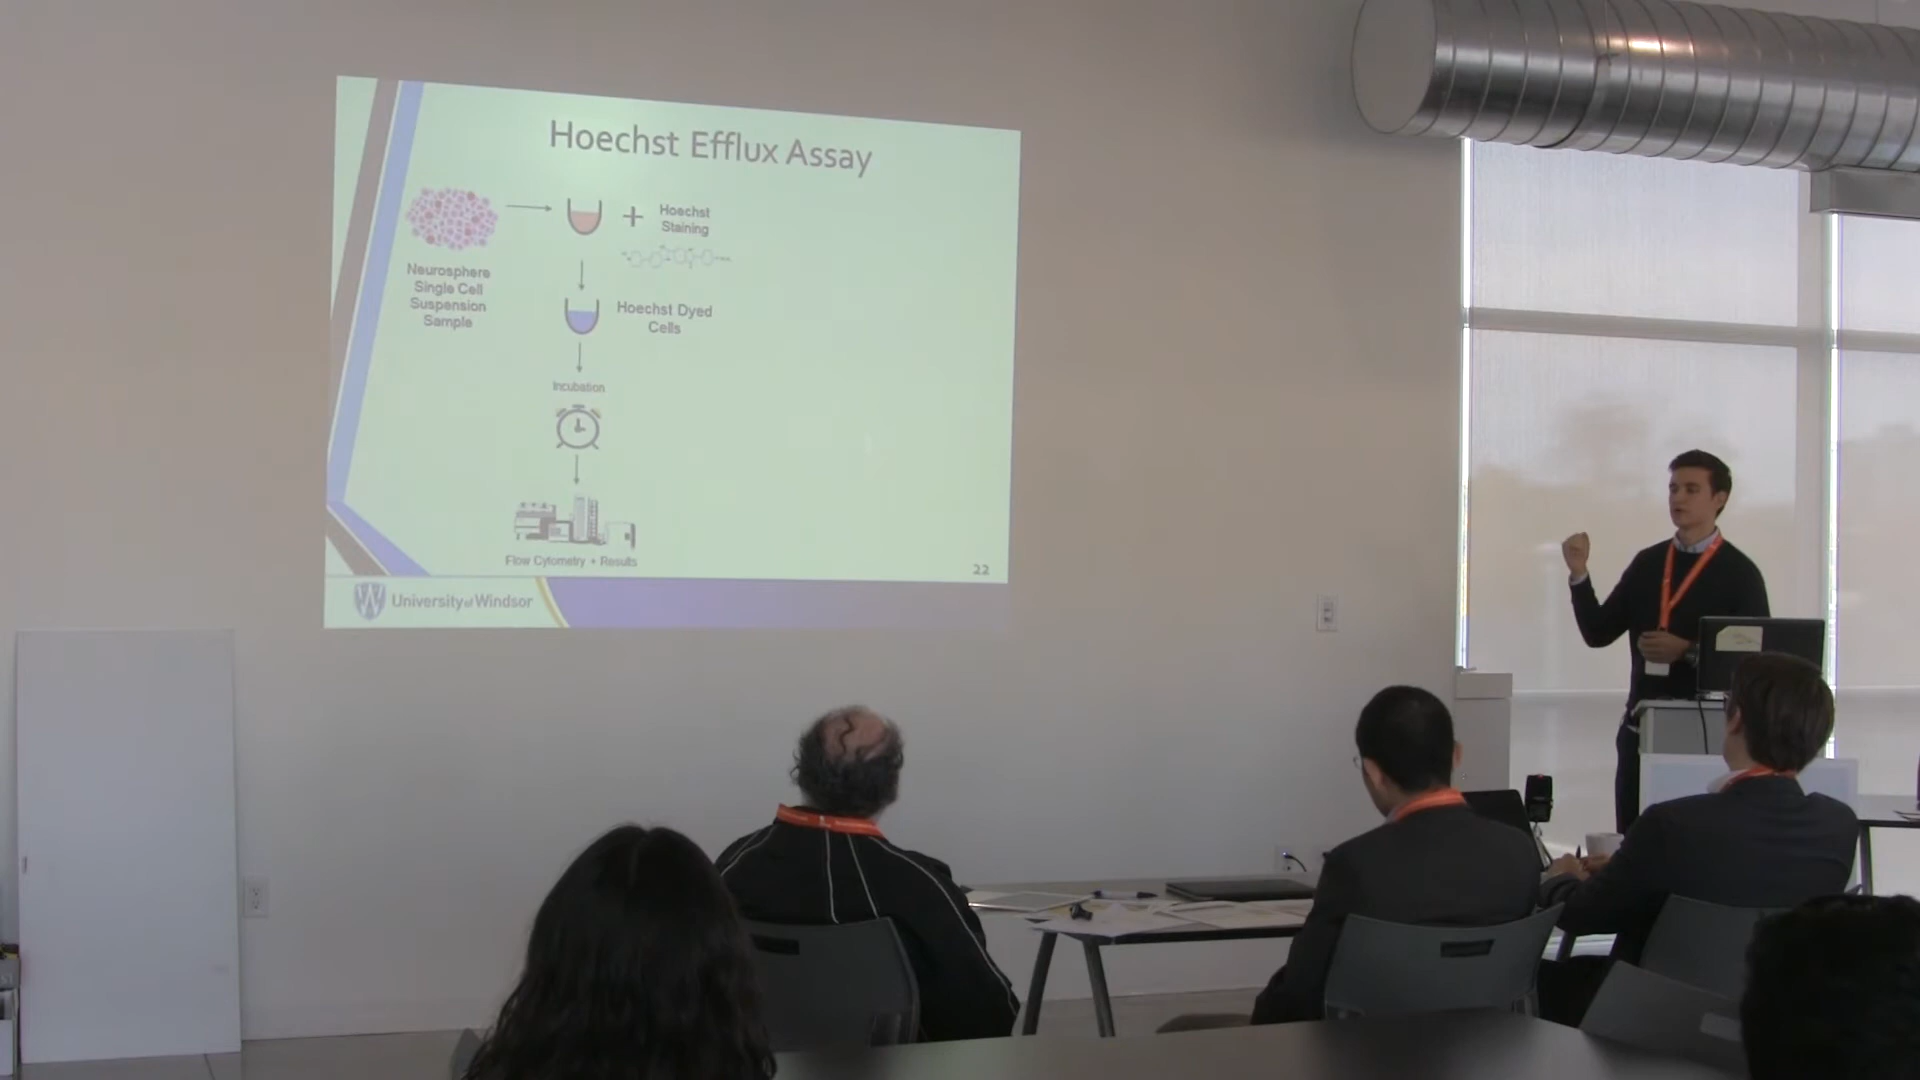 Hoechst Efflux Assay
Hoechst
Staining
Neurosphere
Single Cell
Suspension
Sample
Hoechst Dyed
Cells
Incubation
Flow Cytometry + Results
22
University of Windsor